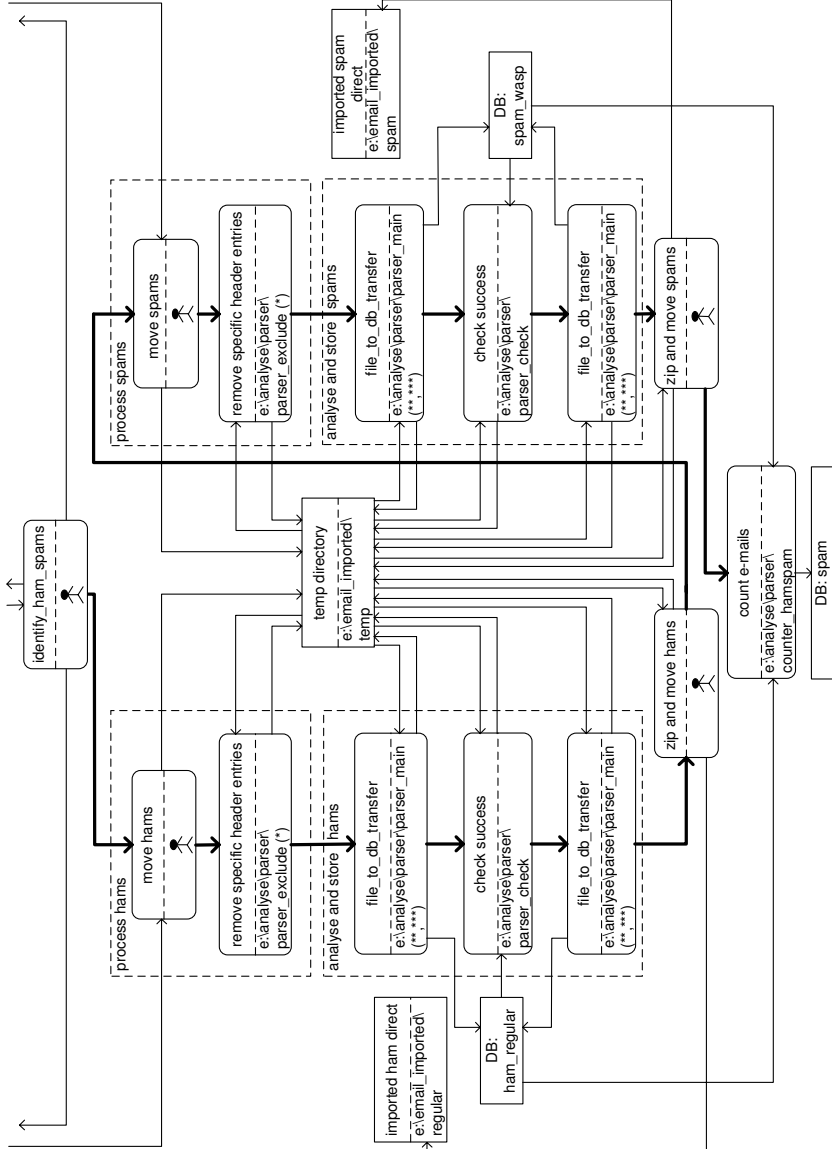 identify_ham_spams
process hams
move hams
remove specific header entries
e:\analyse\parser\
parser_exclude (*)
analyse and store hams
file_to_db_transfer
e:\analyse\parser\parser_main
(**,***)
check success
e:\analyse\parser\
parser_check
file_to_db_transfer
e:\analyse\parser\parser_main
(**,***)
imported ham direct
e:\email_imported\
regular
DB:
ham_regular
zip and move hams
temp directory
e:\email_imported\
temp
process spams
move spams
remove specific header entries
e:\analyse\parser\
parser_exclude (*)
analyse and store spams
file_to_db_transfer
e:\analyse\parser\parser_main
(**,***)
check success
e:\analyse\parser\
parser_check
file_to_db_transfer
e:\analyse\parser\parser_main
(**,***)
imported spam
direct
e:\email_imported\
spam
DB:
spam_wasp
zip and move spams
count e-mails
e:\analyse\parser\
counter_hamspam
DB: spam